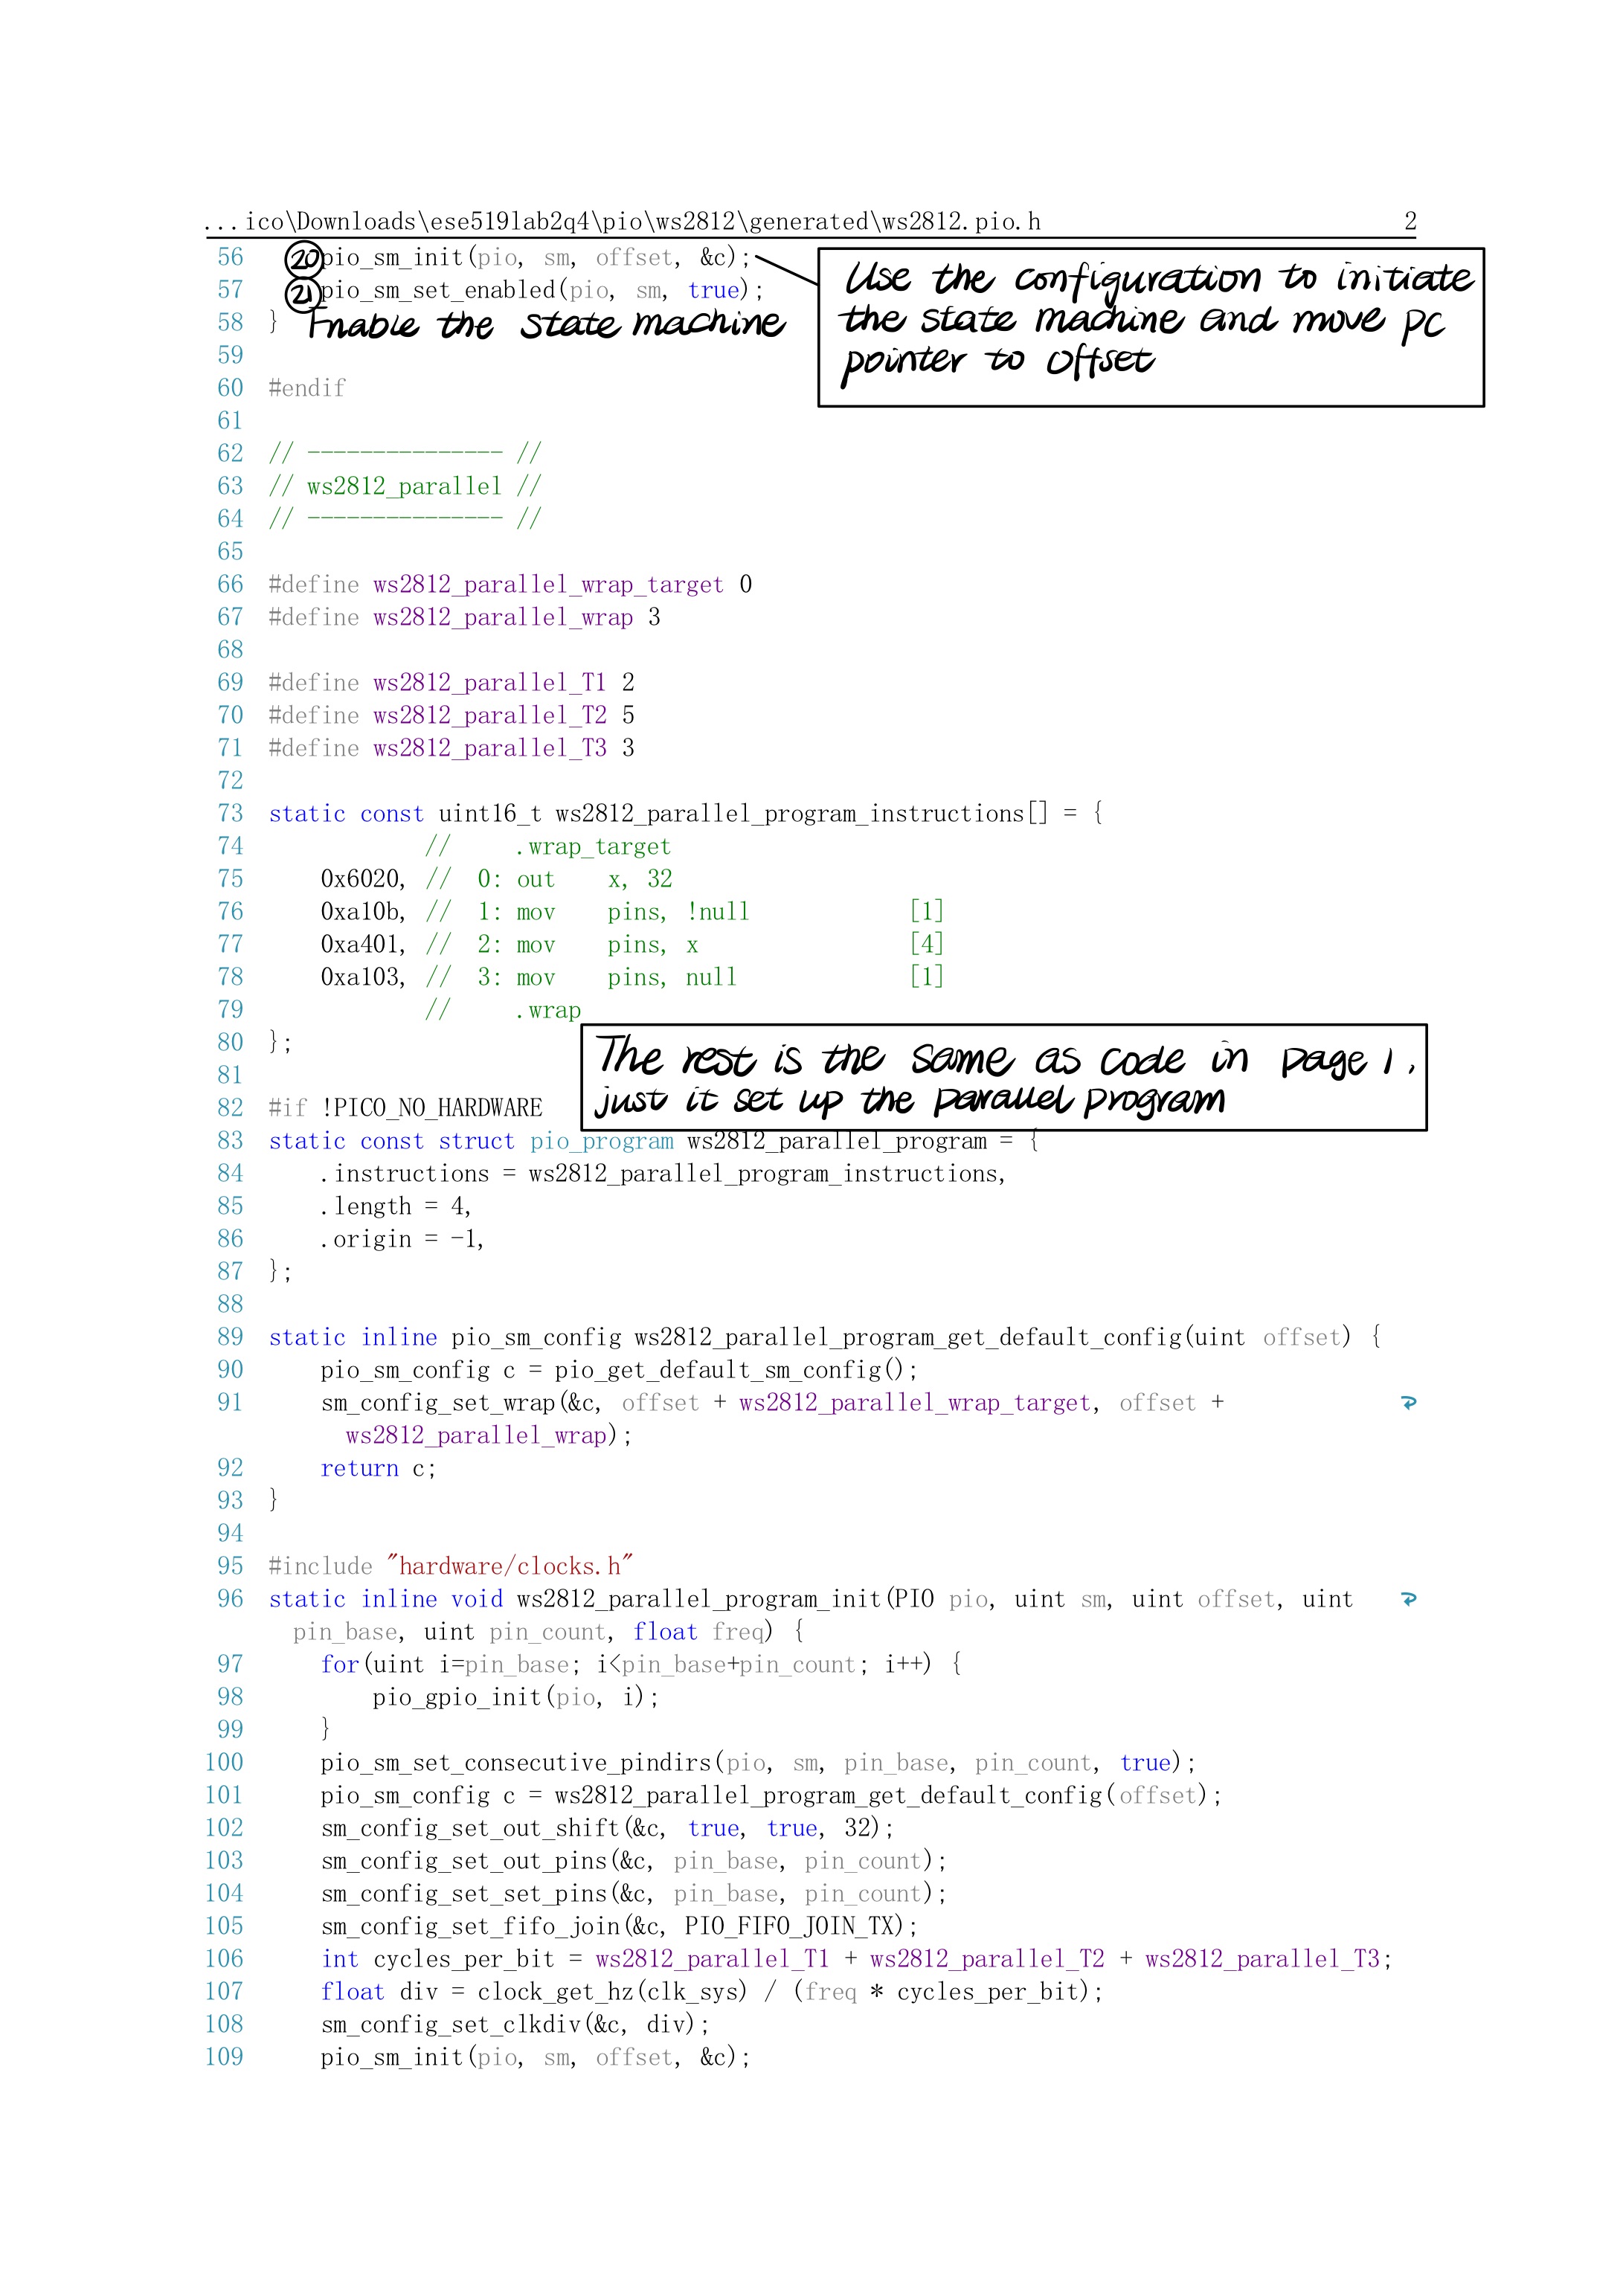 ...ico\Downloads\ese519lab2q4\pio\ws2812\generated\ws2812.pio.h 2
56 20 pio_sm_init(pio, sm, offset, &c);
Use the configuration to initiate
the state machine and move pc
pointer to offset
57 21 pio_sm_set_enabled(pio, sm, true);
58 } Enable the state machine
59
60 #endif
61
62 // --------------- //
63 // ws2812_parallel //
64 // --------------- //
65
66 #define ws2812_parallel_wrap_target 0
67 #define ws2812_parallel_wrap 3
68
69 #define ws2812_parallel_T1 2
70 #define ws2812_parallel_T2 5
71 #define ws2812_parallel_T3 3
72
73 static const uint16_t ws2812_parallel_program_instructions[] = {
74 // .wrap_target
75 0x6020, // 0: out x, 32
76 0xa10b, // 1: mov pins, !null [1]
77 0xa401, // 2: mov pins, x [4]
78 0xa103, // 3: mov pins, null [1]
79 // .wrap
80 };
The rest is the same as code in page 1,
just it set up the parallel program
81
82 #if !PICO_NO_HARDWARE
83 static const struct pio_program ws2812_parallel_program = {
84 .instructions = ws2812_parallel_program_instructions,
85 .length = 4,
86 .origin = -1,
87 };
88
89 static inline pio_sm_config ws2812_parallel_program_get_default_config(uint offset) {
90 pio_sm_config c = pio_get_default_sm_config();
91 sm_config_set_wrap(&c, offset + ws2812_parallel_wrap_target, offset +
ws2812_parallel_wrap);
92 return c;
93 }
94
95 #include "hardware/clocks.h"
96 static inline void ws2812_parallel_program_init(PIO pio, uint sm, uint offset, uint
pin_base, uint pin_count, float freq) {
97 for(uint i=pin_base; i<pin_base+pin_count; i++) {
98 pio_gpio_init(pio, i);
99 }
100 pio_sm_set_consecutive_pindirs(pio, sm, pin_base, pin_count, true);
101 pio_sm_config c = ws2812_parallel_program_get_default_config(offset);
102 sm_config_set_out_shift(&c, true, true, 32);
103 sm_config_set_out_pins(&c, pin_base, pin_count);
104 sm_config_set_set_pins(&c, pin_base, pin_count);
105 sm_config_set_fifo_join(&c, PIO_FIFO_JOIN_TX);
106 int cycles_per_bit = ws2812_parallel_T1 + ws2812_parallel_T2 + ws2812_parallel_T3;
107 float div = clock_get_hz(clk_sys) / (freq * cycles_per_bit);
108 sm_config_set_clkdiv(&c, div);
109 pio_sm_init(pio, sm, offset, &c);